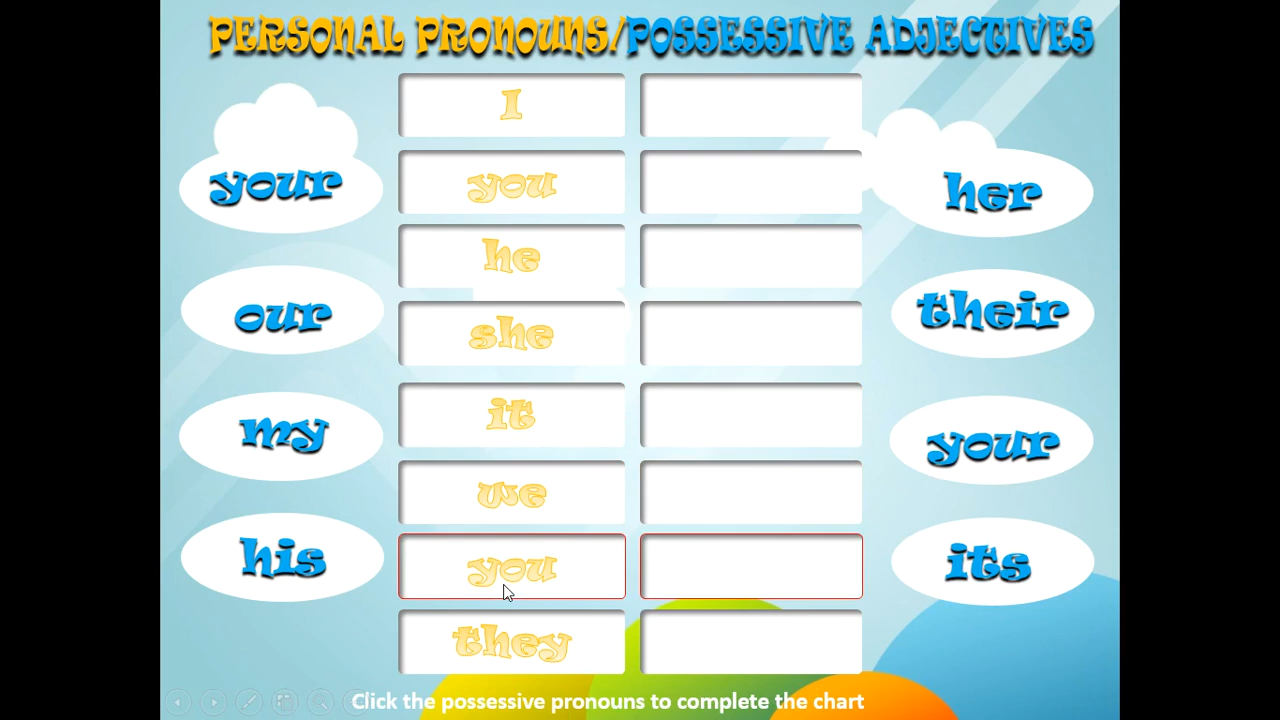 PERSONAL PRONOUNS/POSSESSIVE ADJECTIVES
I
you
he
she
it
we
you
they
your
our
my
his
her
their
your
its
Click the possessive pronouns to complete the chart